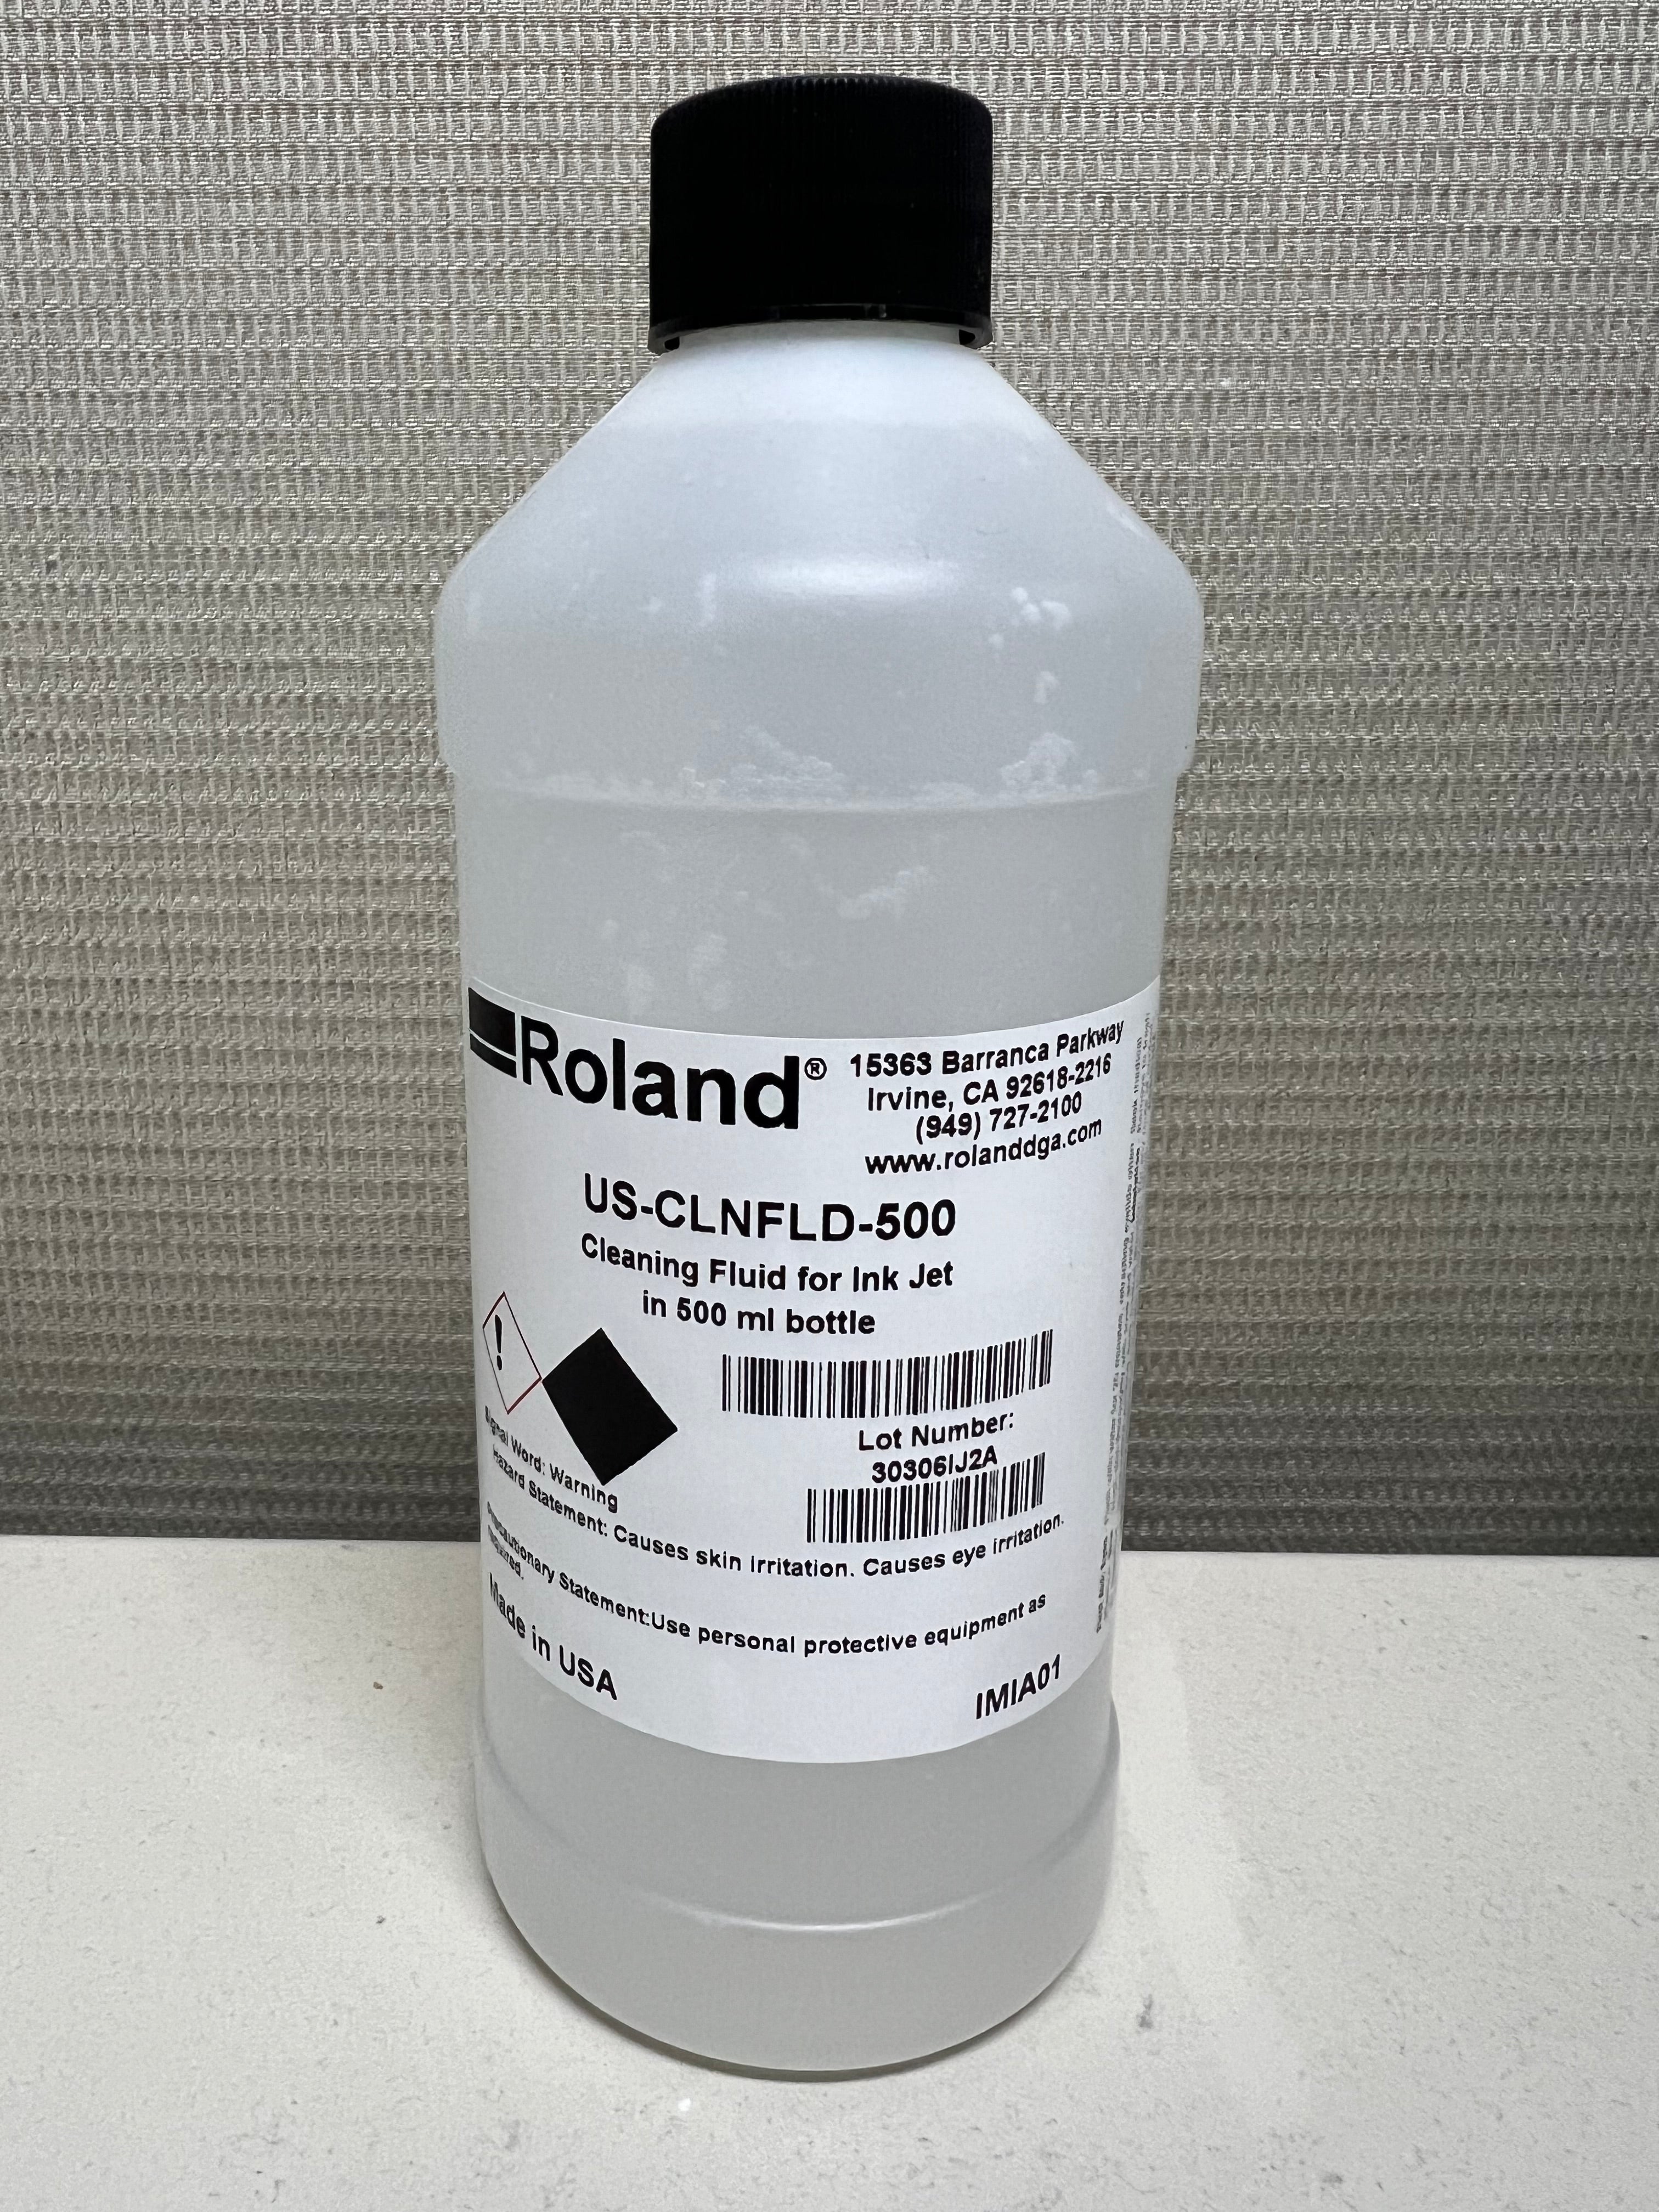 Roland®
15363 Barranca Parkway
Irvine, CA 92618-2216
(949) 727-2100
www.rolanddga.com
US-CLNFLD-500
Cleaning Fluid for Ink Jet
in 500 ml bottle
!
Lot Number:
30306IJ2A
Signal Word: Warning
Hazard Statement: Causes skin irritation. Causes eye irritation.
Precautionary Statement:Use personal protective equipment as
required.
Made in USA
IMIA01